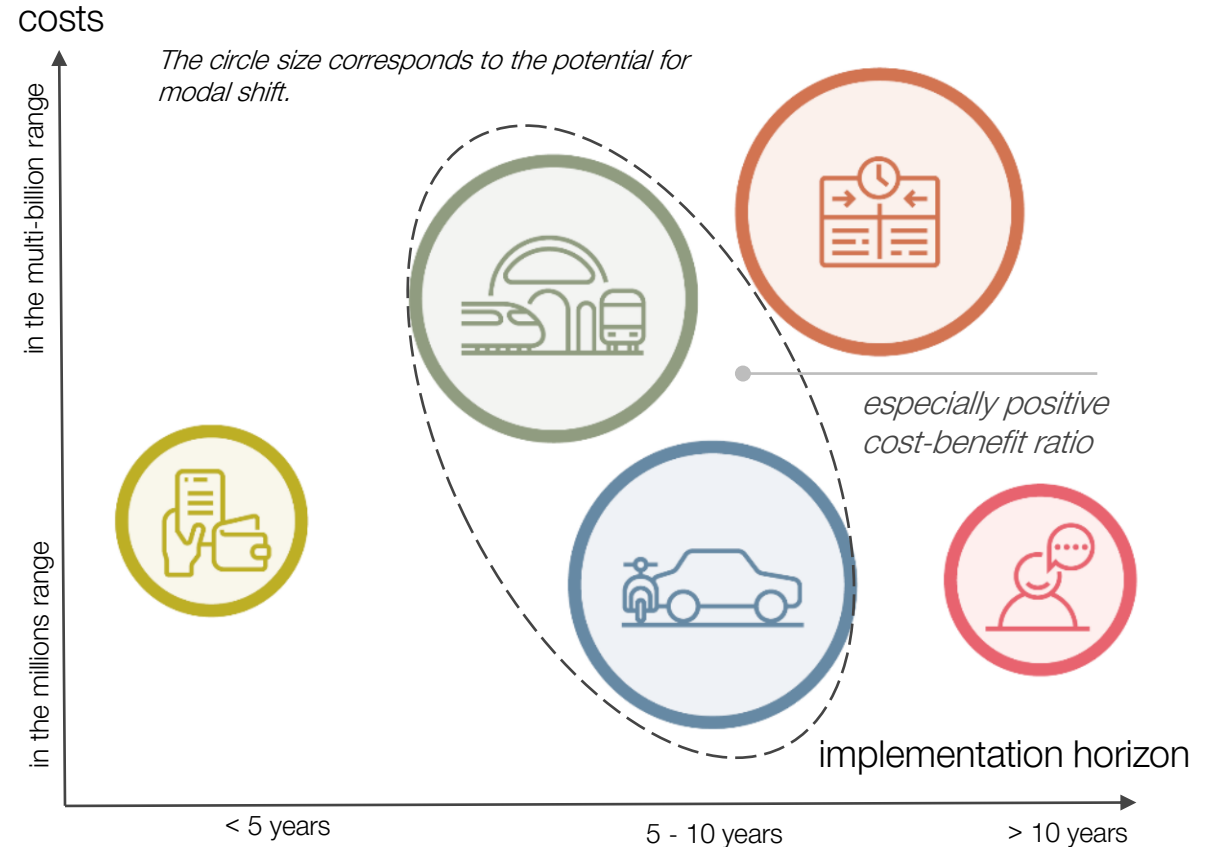 costs
The circle size corresponds to the potential for
modal shift.
in the multi-billion range
especially positive
cost-benefit ratio
in the millions range
implementation horizon
< 5 years
5 - 10 years
> 10 years